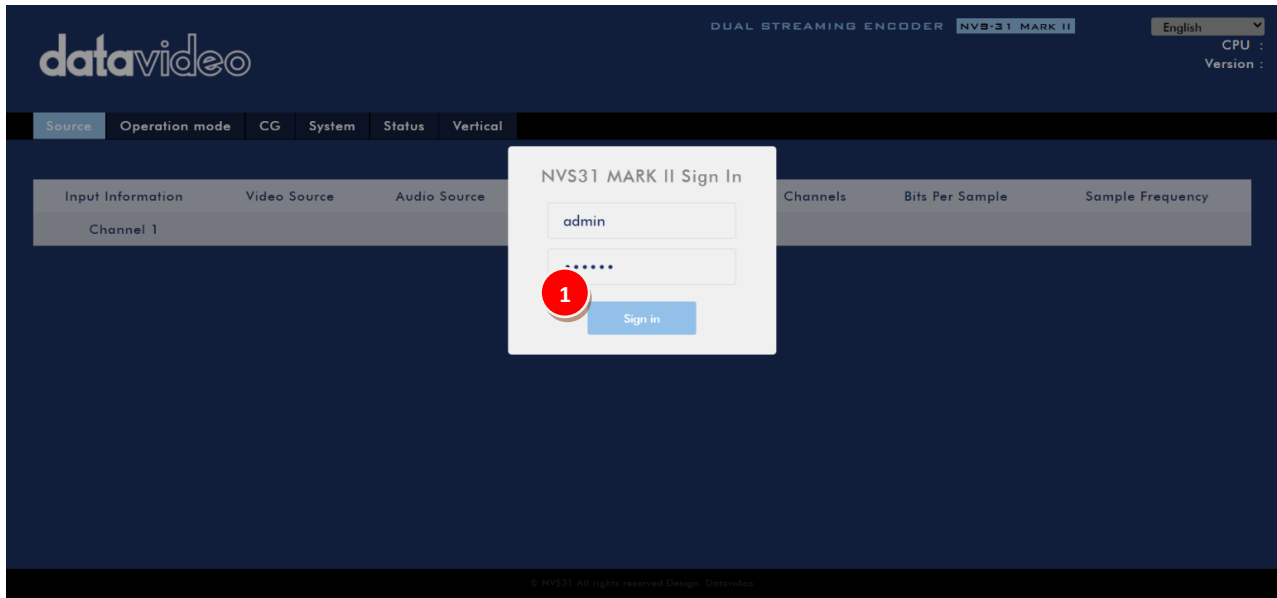 datavideo
DUAL STREAMING ENCODER NVS-31 MARK II
English
CPU :
Version :
Source Operation mode CG System Status Vertical
NVS31 MARK II Sign In
Input Information Video Source Audio Source Channels Bits Per Sample Sample Frequency
admin
Channel 1
••••••
1
Sign in
© NVS31 All rights reserved Design: Datavideo